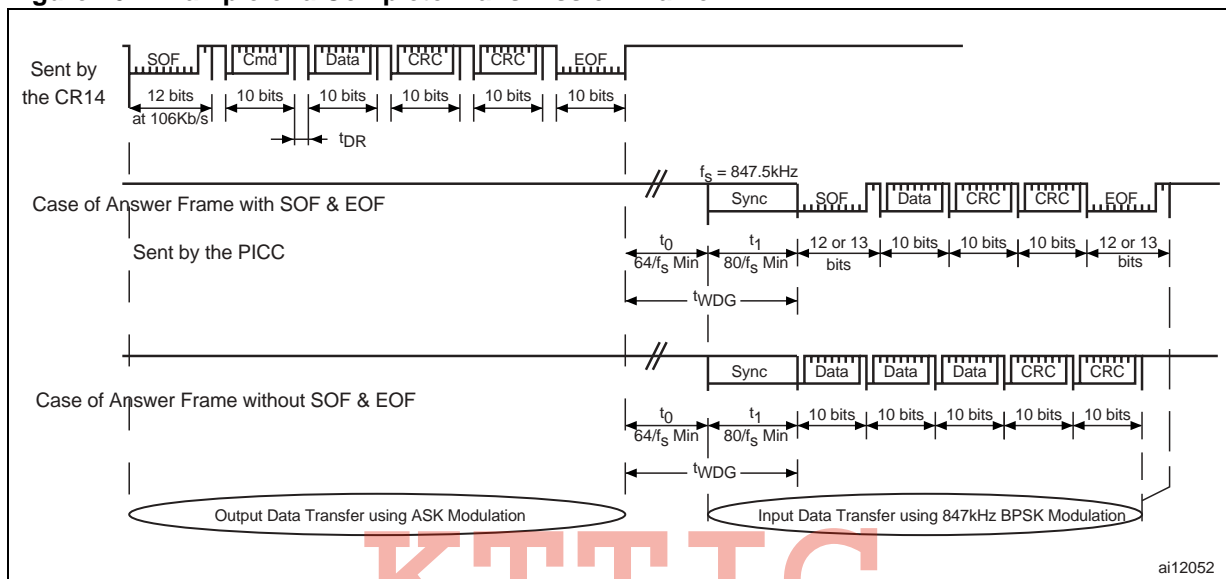 SOF Cmd Data CRC CRC EOF
Sent by
the CR14
12 bits 10 bits 10 bits 10 bits 10 bits 10 bits
at 106Kb/s
tDR
fS = 847.5kHz
Sync SOF Data CRC CRC EOF
Case of Answer Frame with SOF & EOF
Sent by the PICC
t0 t1 12 or 13 10 bits 10 bits 10 bits 12 or 13
64/fS Min 80/fS Min bits bits
tWDG
Sync Data Data Data CRC CRC
Case of Answer Frame without SOF & EOF
t0 t1 10 bits 10 bits 10 bits 10 bits 10 bits
64/fS Min 80/fS Min
tWDG
Output Data Transfer using ASK Modulation Input Data Transfer using 847kHz BPSK Modulation
ai12052